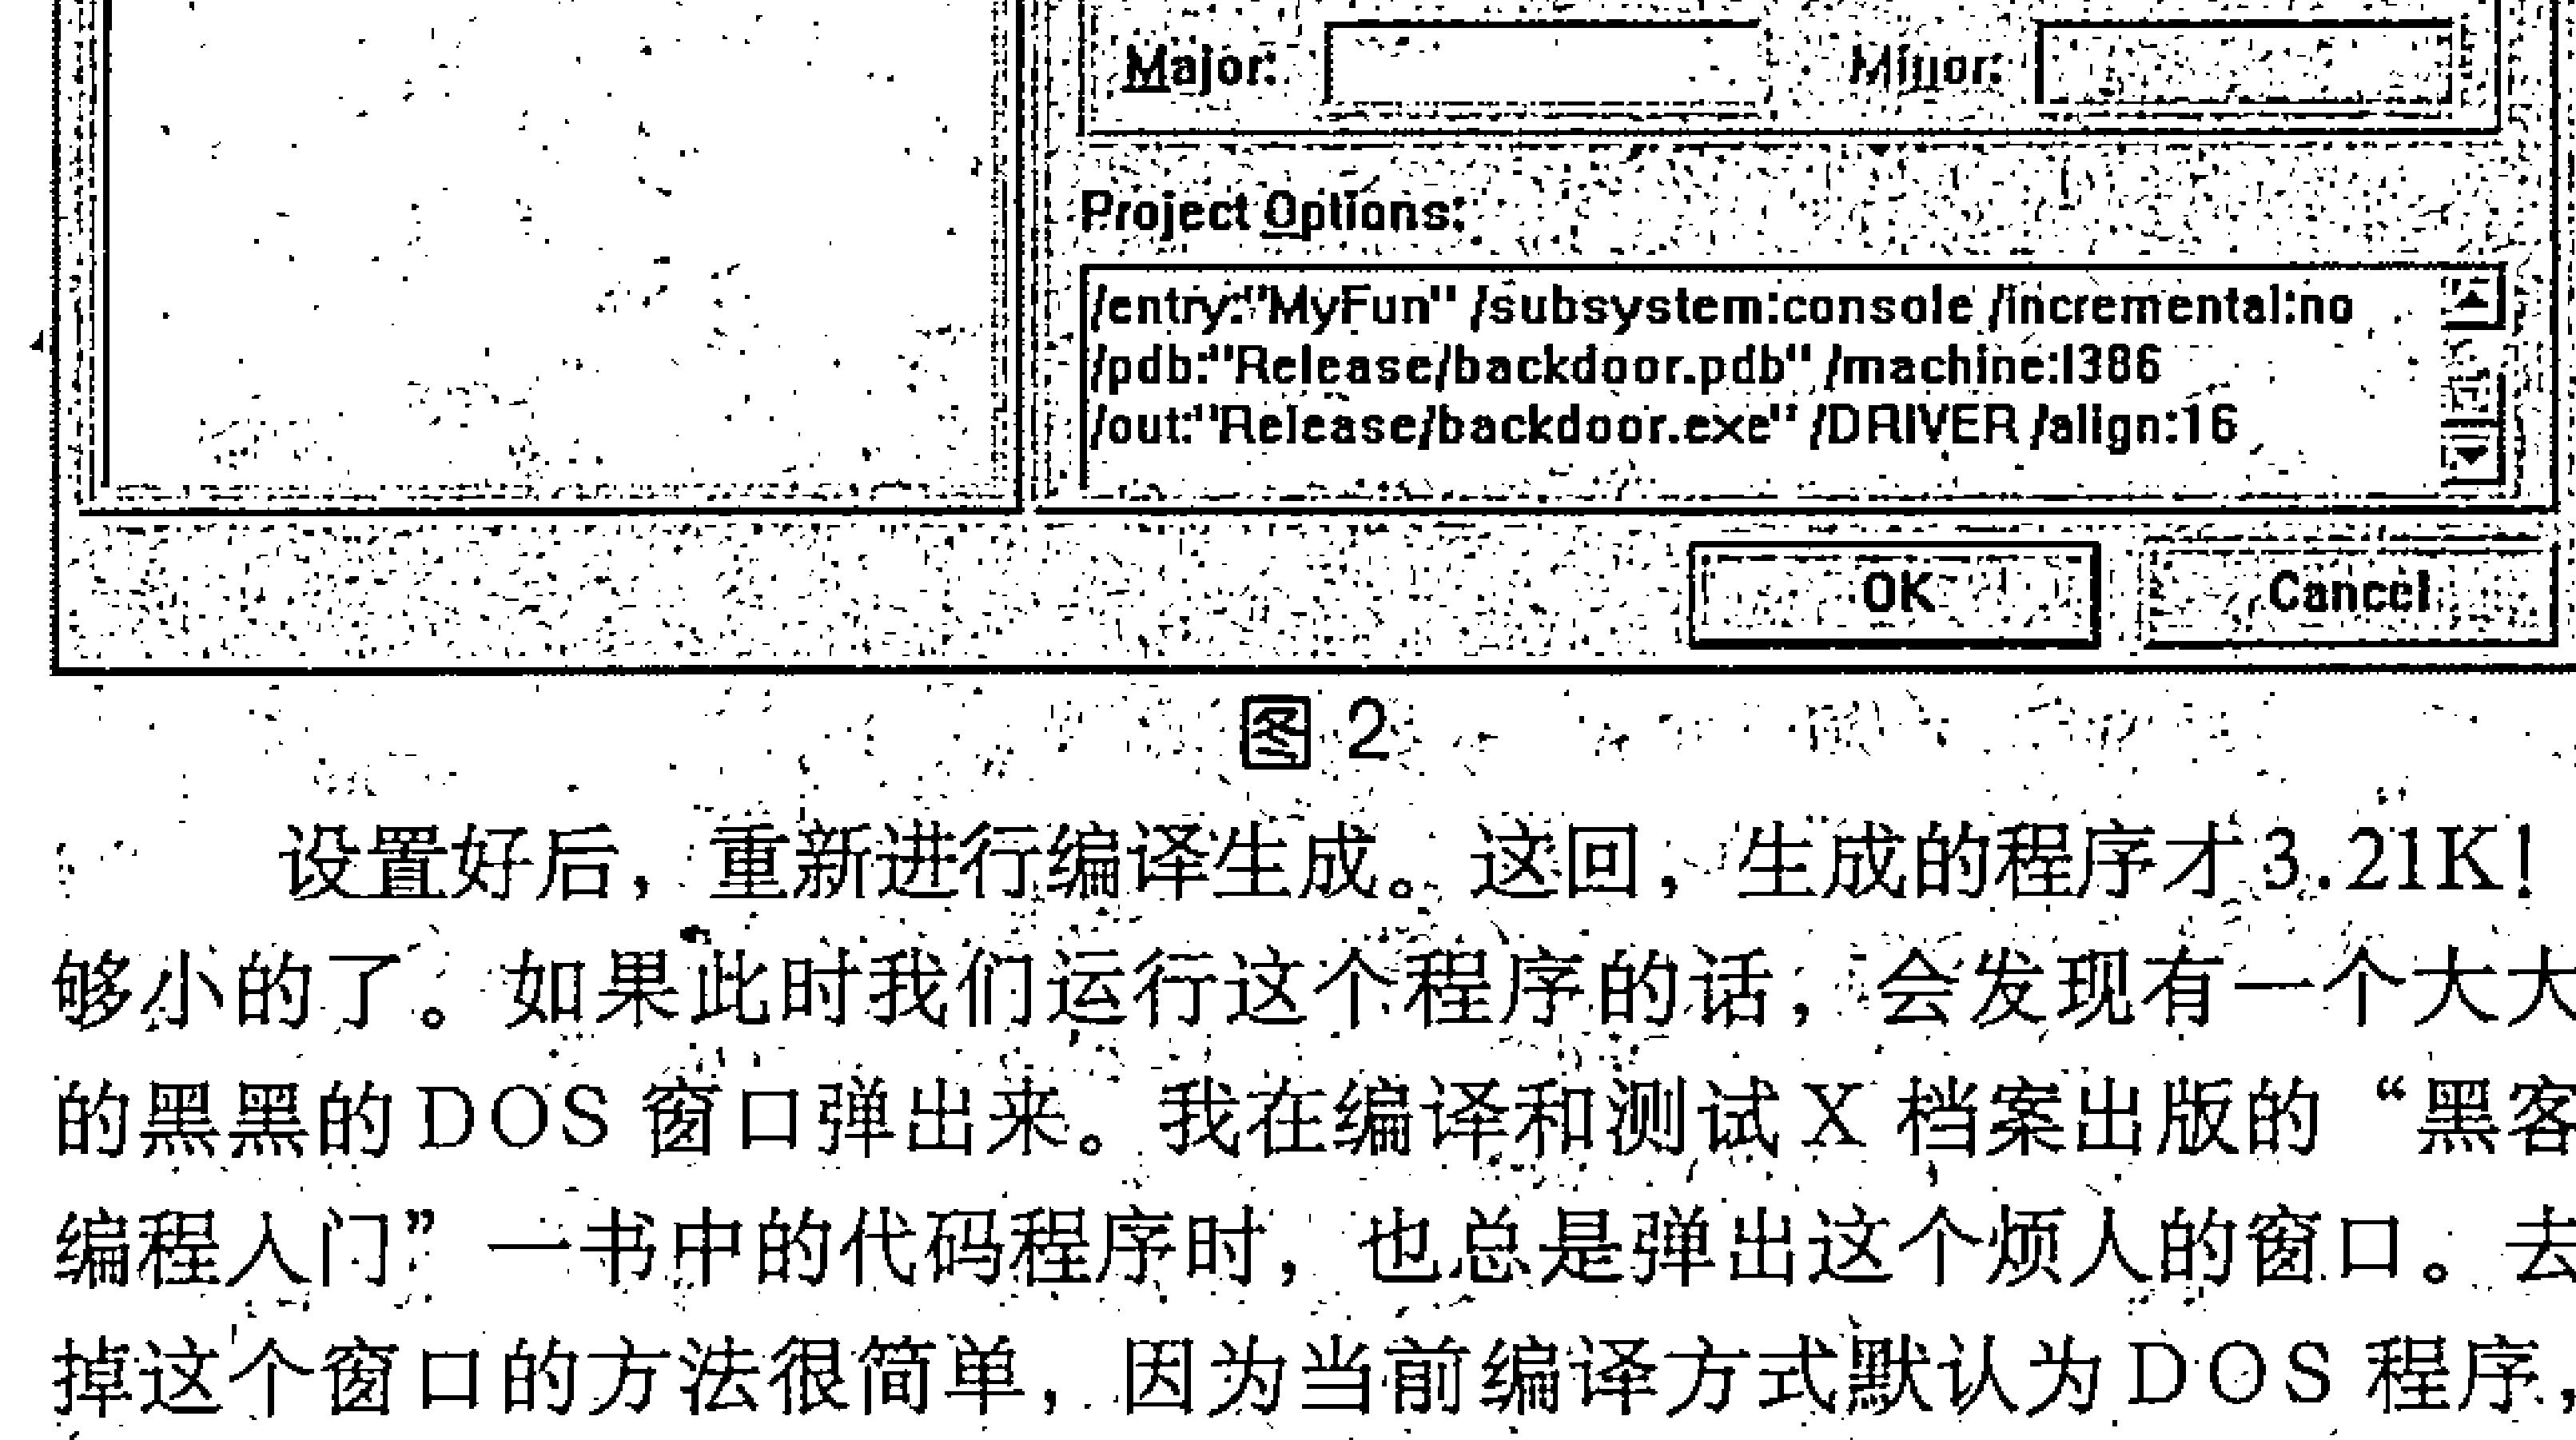 Major: Minor:
Project Options:
/entry:"MyFun" /subsystem:console /incremental:no
/pdb:"Release/backdoor.pdb" /machine:I386
/out:"Release/backdoor.exe" /DRIVER /align:16
OK Cancel
图 2
设置好后，重新进行编译生成。这回，生成的程序才3.21K！
够小的了。如果此时我们运行这个程序的话，会发现有一个大大
的黑黑的DOS 窗口弹出来。我在编译和测试 X 档案出版的“黑客
编程入门”一书中的代码程序时，也总是弹出这个烦人的窗口。去
掉这个窗口的方法很简单，因为当前编译方式默认为DOS 程序，